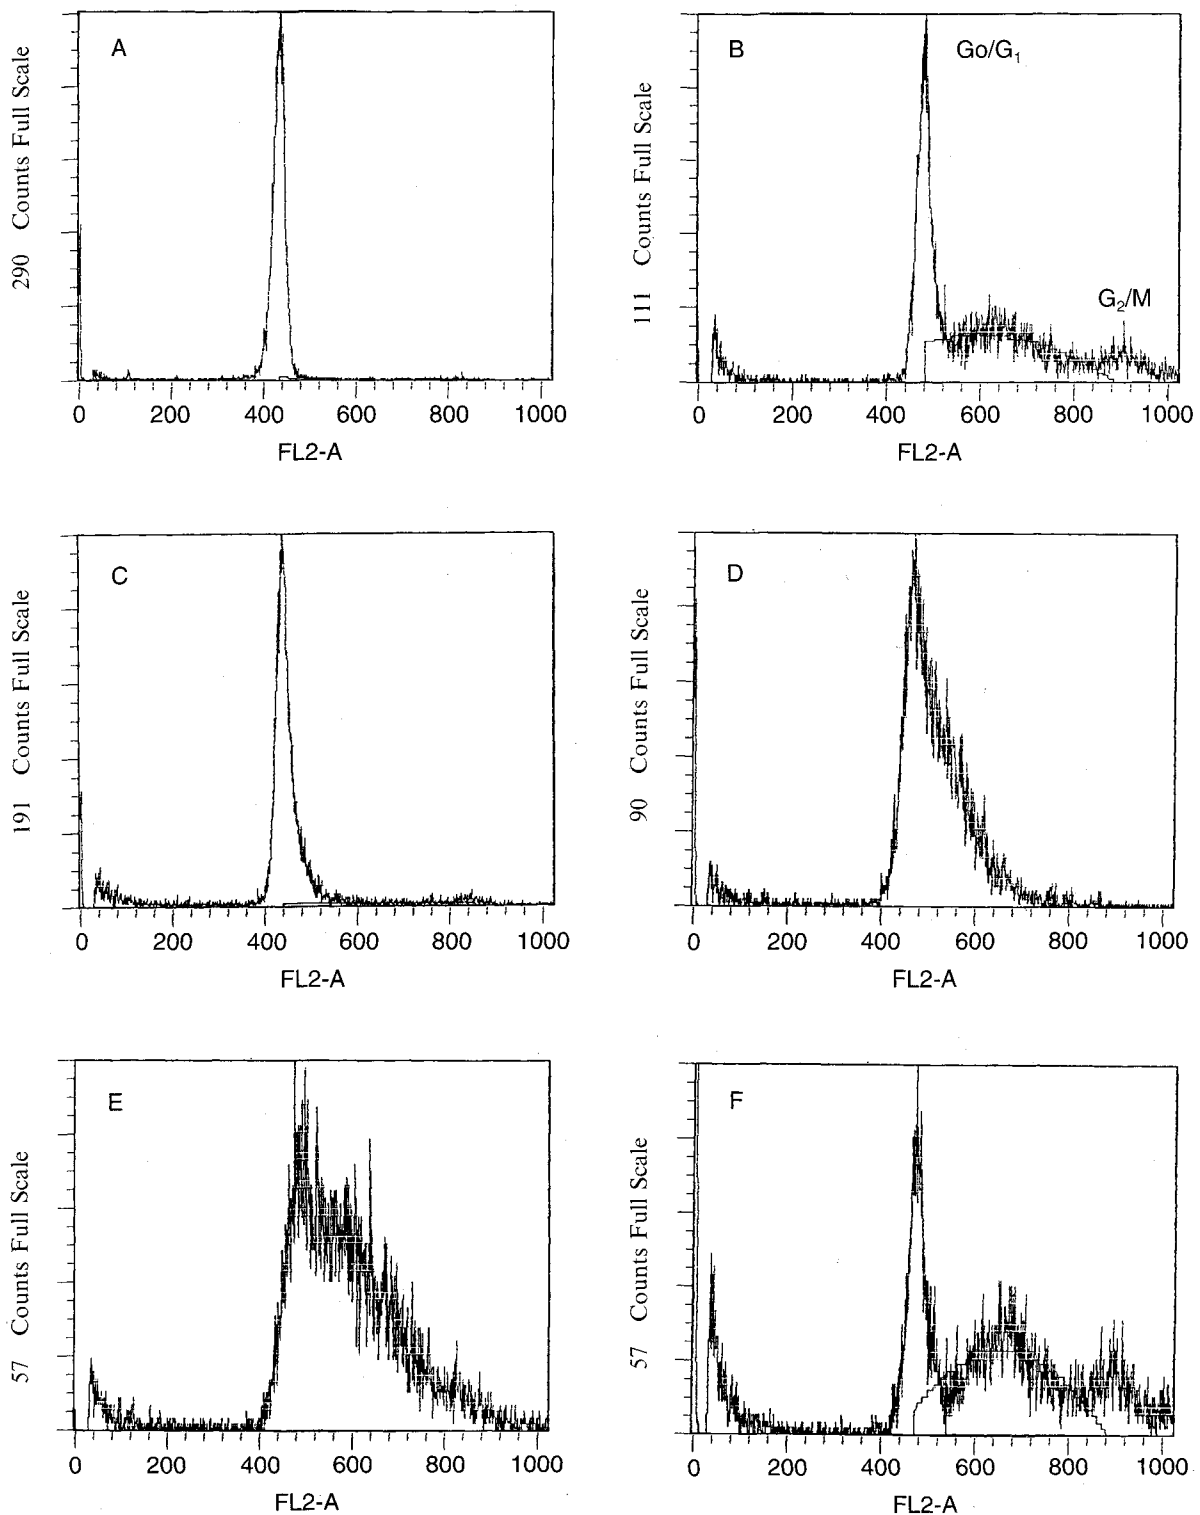 A
290 Counts Full Scale
0 200 400 600 800 1000
FL2-A
B
Go/G₁
G₂/M
111 Counts Full Scale
0 200 400 600 800 1000
FL2-A
C
191 Counts Full Scale
0 200 400 600 800 1000
FL2-A
D
90 Counts Full Scale
0 200 400 600 800 1000
FL2-A
E
57 Counts Full Scale
0 200 400 600 800 1000
FL2-A
F
57 Counts Full Scale
0 200 400 600 800 1000
FL2-A